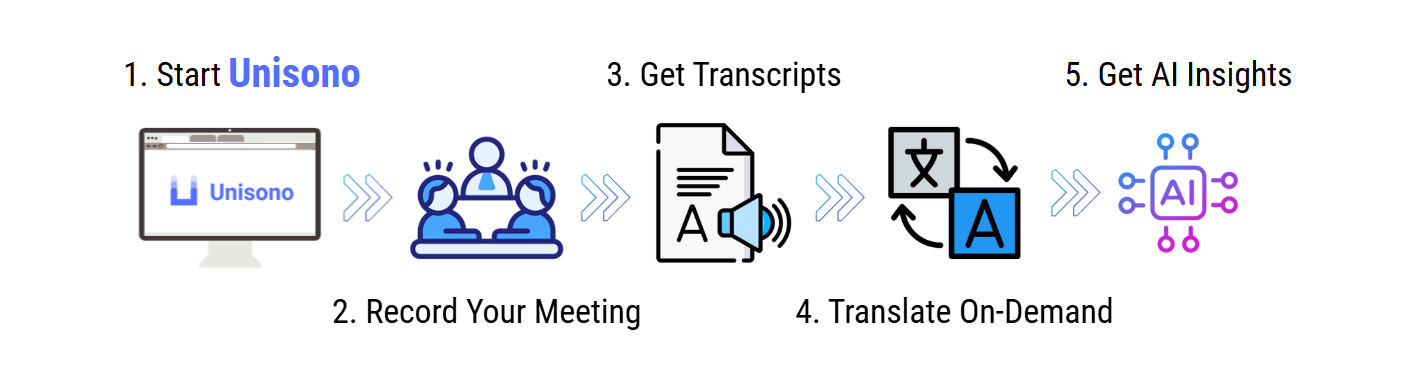 1. Start Unisono
3. Get Transcripts
5. Get AI Insights
Unisono
A
文
A
AI
2. Record Your Meeting
4. Translate On-Demand